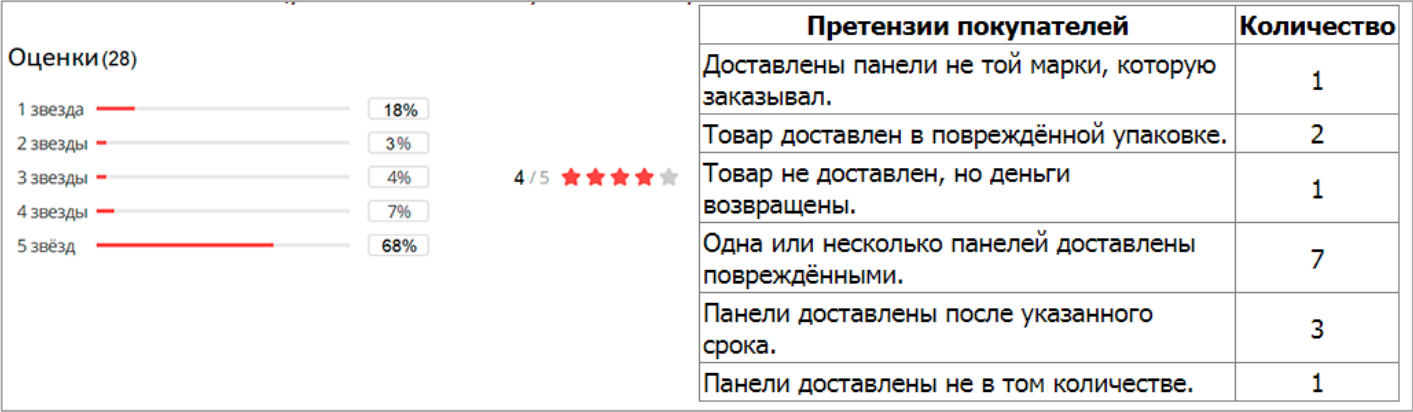 Оценки (28)
1 звезда 18%
2 звезды 3%
3 звезды 4%
4 звезды 7%
5 звёзд 68%
4 / 5
Претензии покупателей Количество
Доставлены панели не той марки, которую
заказывал. 1
Товар доставлен в повреждённой упаковке. 2
Товар не доставлен, но деньги
возвращены. 1
Одна или несколько панелей доставлены
повреждёнными. 7
Панели доставлены после указанного
срока. 3
Панели доставлены не в том количестве. 1